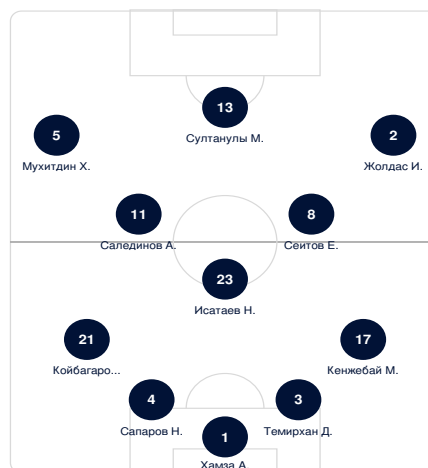 13
Султанулы М.
5
Мухитдин Х.
2
Жолдас И.
11
Салединов А.
8
Сеитов Е.
23
Исатаев Н.
21
Койбагаро...
17
Кенжебай М.
4
Сапаров Н.
3
Темирхан Д.
1
Хамза А.